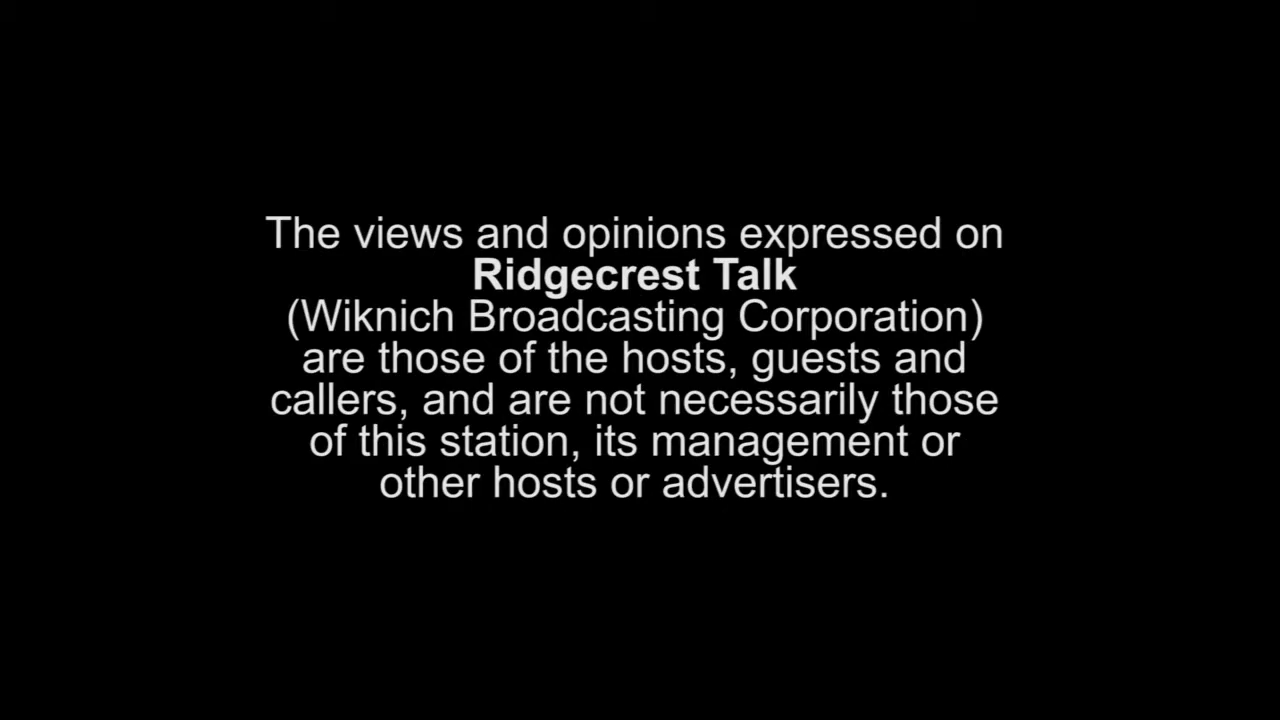 The views and opinions expressed on
Ridgecrest Talk
(Wiknich Broadcasting Corporation)
are those of the hosts, guests and
callers, and are not necessarily those
of this station, its management or
other hosts or advertisers.